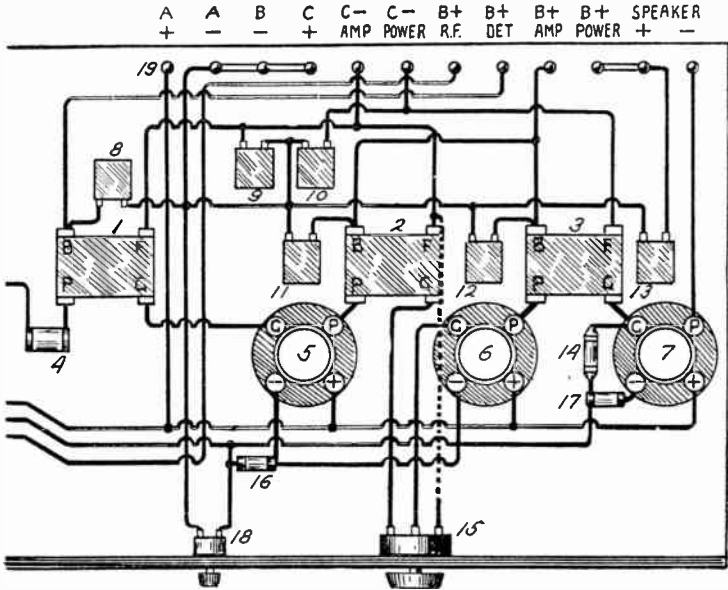 A A B C C- C- B+ B+ B+ B+ SPEAKER
+ - - + AMP POWER R.F. DET AMP POWER + -
19
8
9 10
1 2 3
B F B F B F
11 12 13
P G P G P G
4
G P G P 14 G
5 6 7
- + - + 17 - +
16
18 15